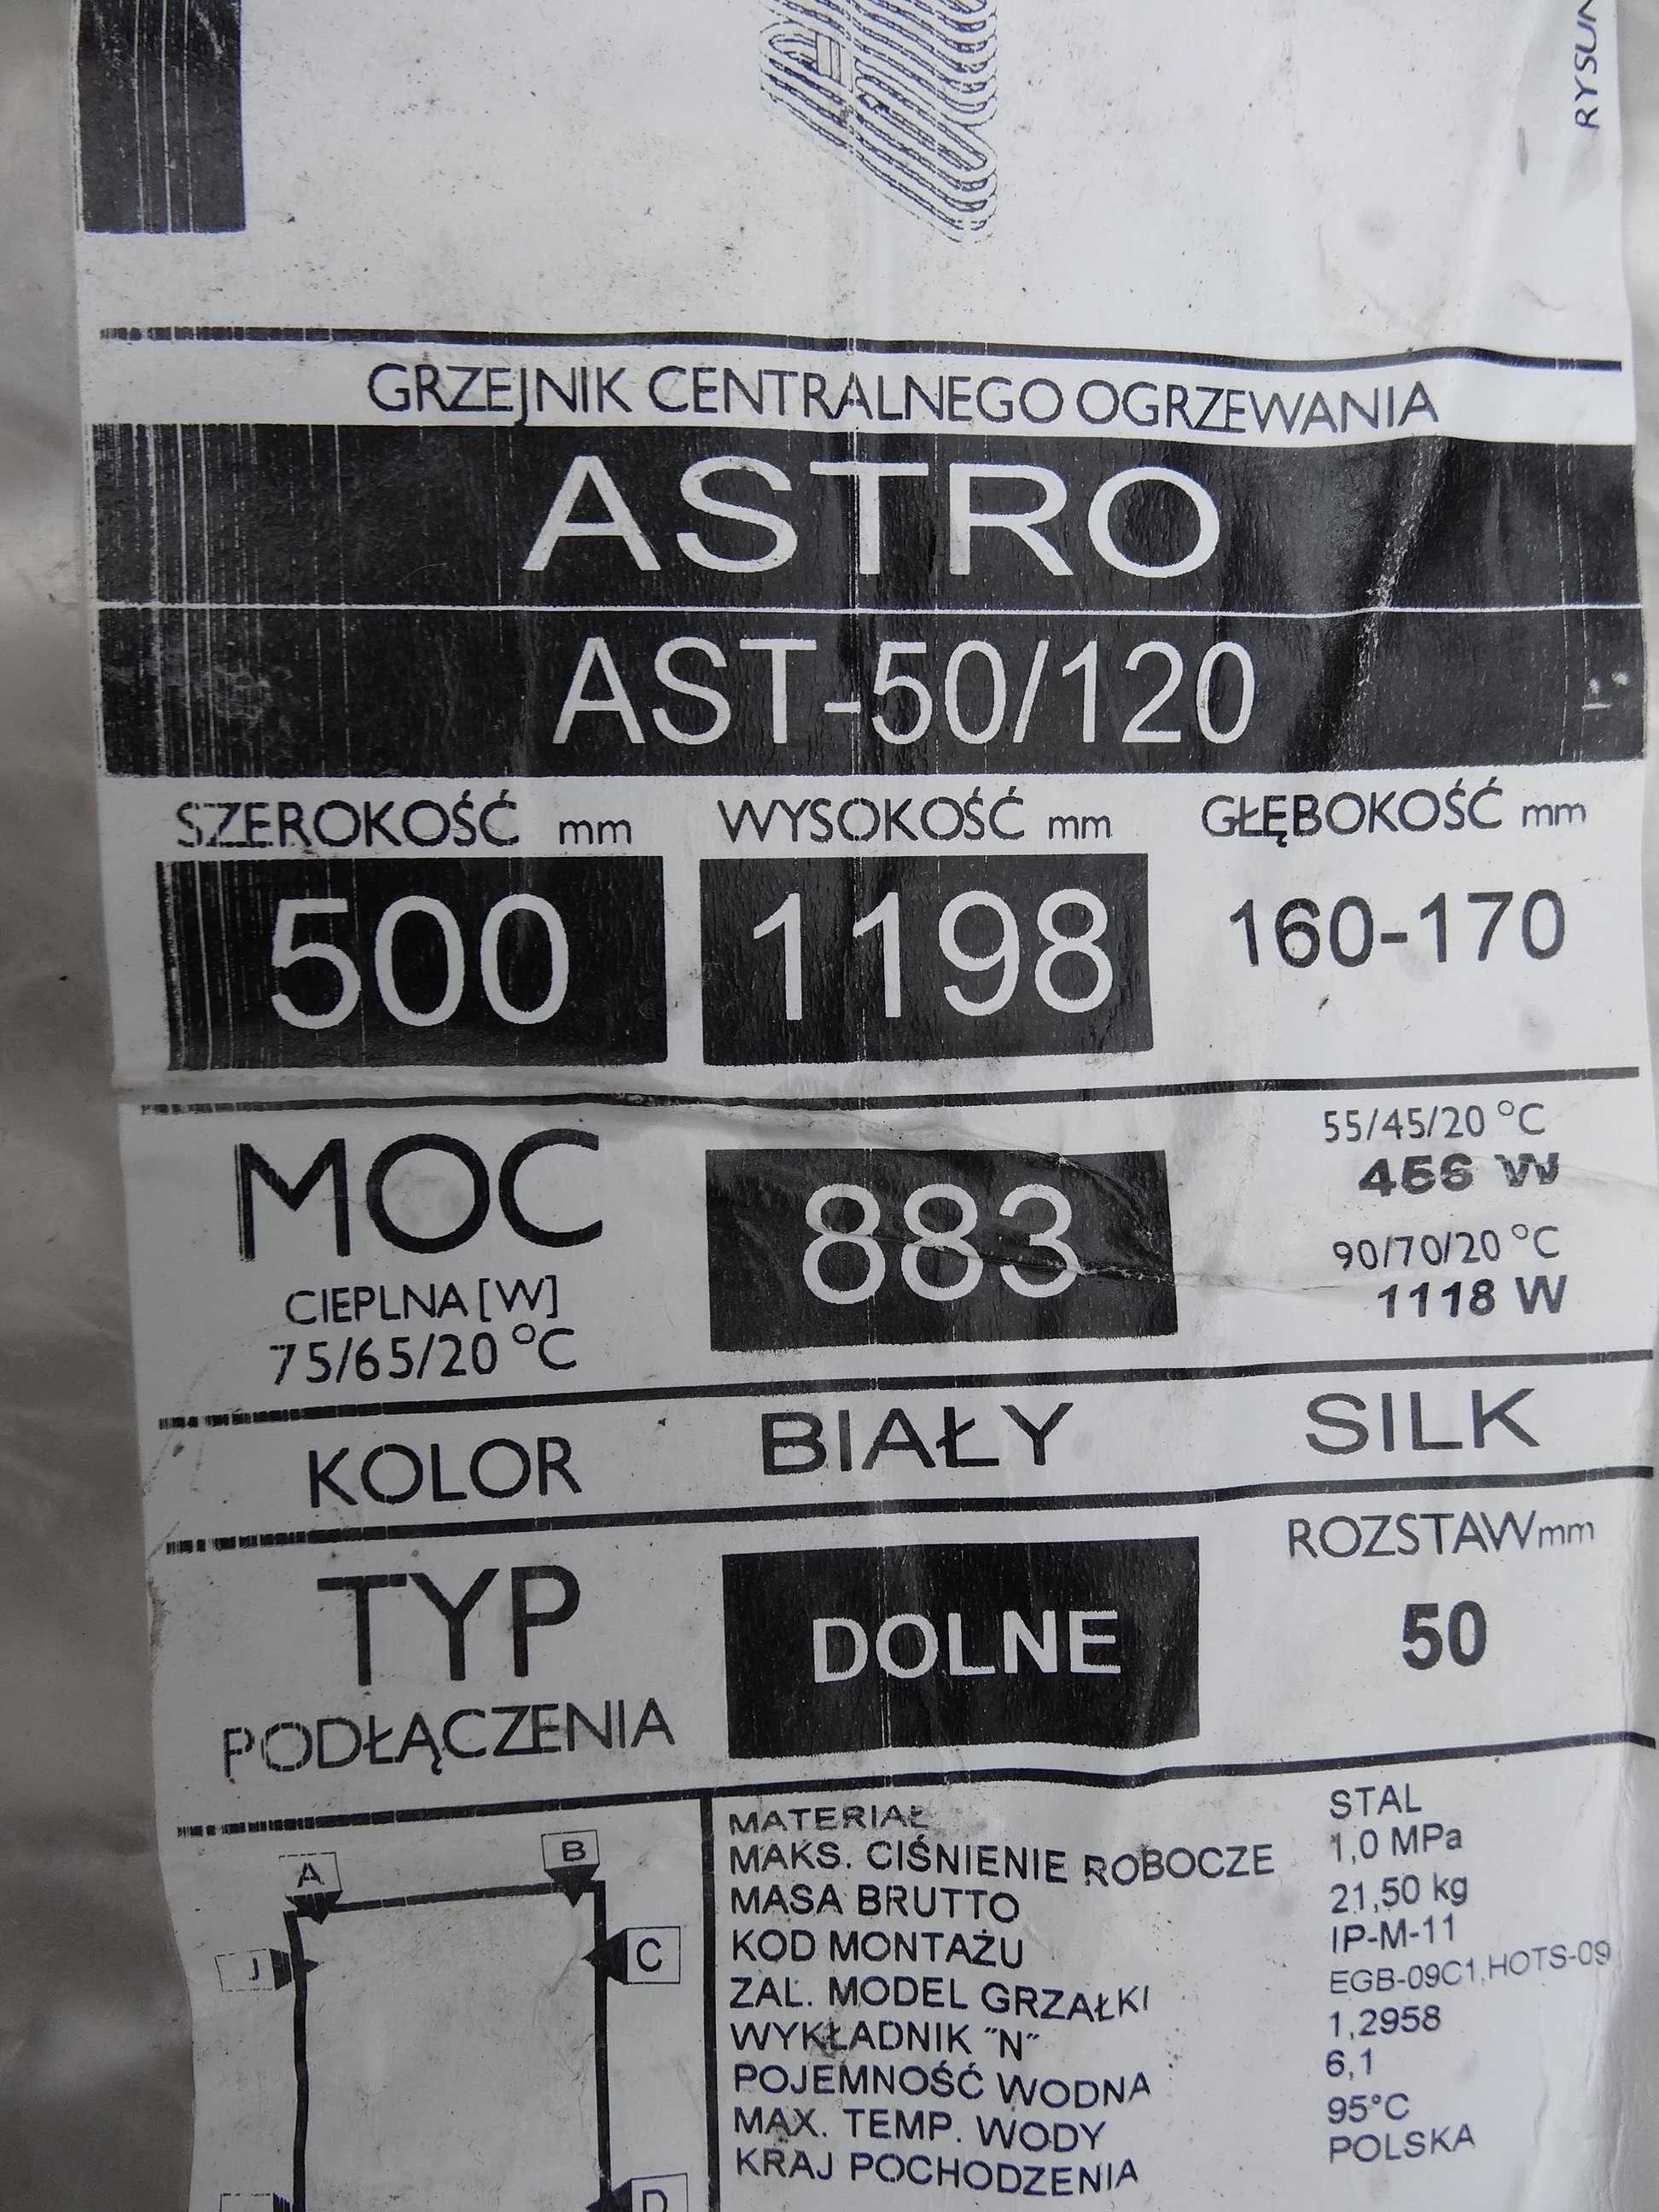 GRZEJNIK CENTRALNEGO OGRZEWANIA
ASTRO
AST-50/120
SZEROKOŚĆ mm WYSOKOŚĆ mm GŁĘBOKOŚĆ mm
500 1198 160-170
MOC
CIEPLNA [W]
75/65/20 °C
883
55/45/20 °C
456 W
90/70/20 °C
1118 W
KOLOR BIAŁY SILK
TYP
PODŁĄCZENIA
DOLNE
ROZSTAW mm
50
A
B
J
C
D
MATERIAŁ STAL
MAKS. CIŚNIENIE ROBOCZE 1,0 MPa
MASA BRUTTO 21,50 kg
KOD MONTAŻU IP-M-11
ZAL. MODEL GRZAŁKI EGB-09C1,HOTS-09
WYKŁADNIK "N" 1,2958
POJEMNOŚĆ WODNA 6,1
MAX. TEMP. WODY 95°C
KRAJ POCHODZENIA POLSKA